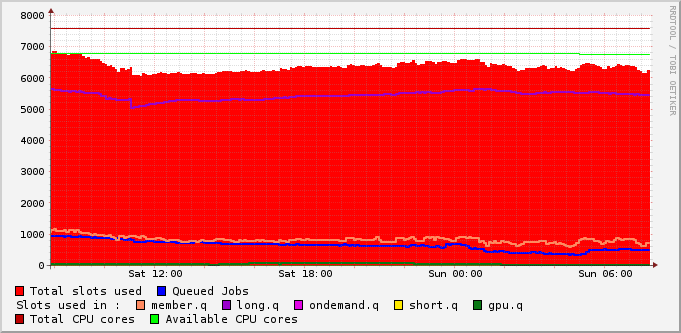 8000
7000
6000
5000
4000
3000
2000
1000
0
Sat 12:00 Sat 18:00 Sun 00:00 Sun 06:00
Total slots used Queued Jobs
Slots used in : member.q long.q ondemand.q short.q gpu.q
Total CPU cores Available CPU cores
RRDTOOL / TOBI OETIKER